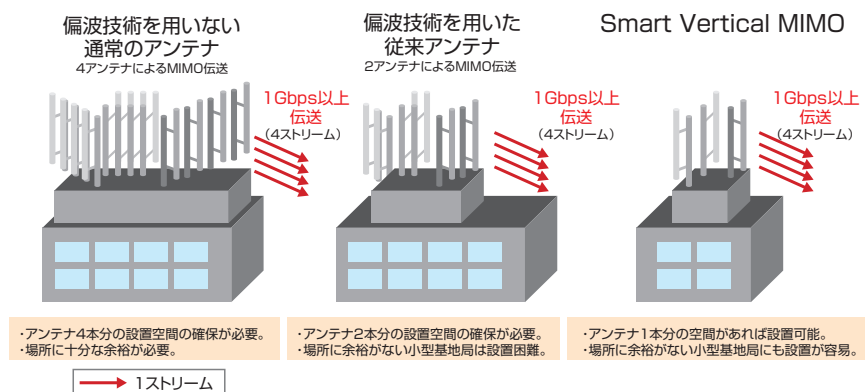 偏波技術を用いない
通常のアンテナ
4アンテナによるMIMO伝送
偏波技術を用いた
従来アンテナ
2アンテナによるMIMO伝送
Smart Vertical MIMO
1Gbps以上
伝送
（4ストリーム）
1Gbps以上
伝送
（4ストリーム）
1Gbps以上
伝送
（4ストリーム）
・アンテナ4本分の設置空間の確保が必要。
・場所に十分な余裕が必要。
・アンテナ2本分の設置空間の確保が必要。
・場所に余裕がない小型基地局は設置困難。
・アンテナ1本分の空間があれば設置可能。
・場所に余裕がない小型基地局にも設置が容易。
1ストリーム